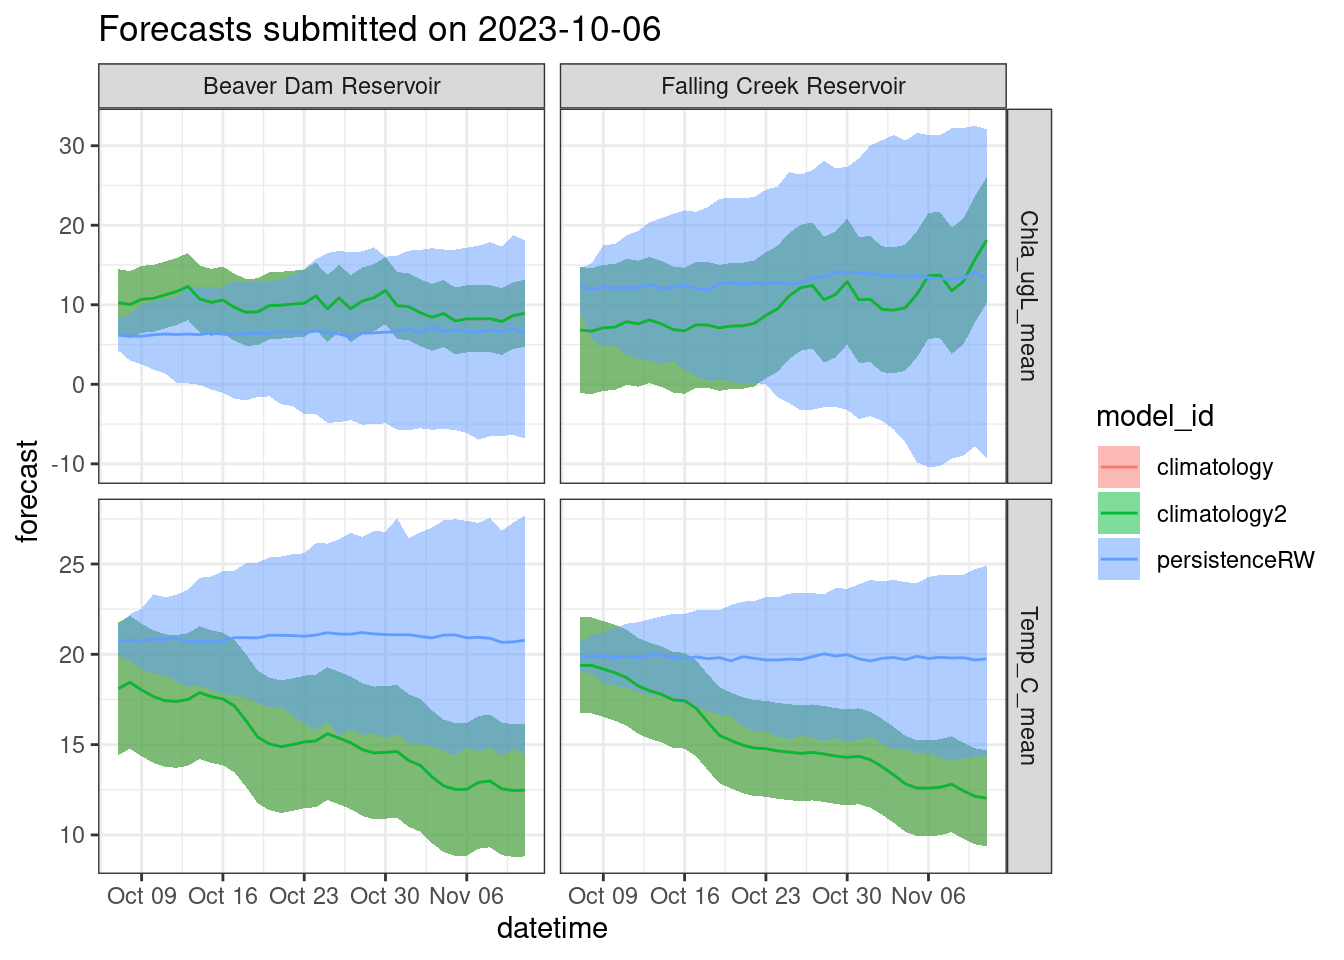 Forecasts submitted on 2023-10-06
Beaver Dam Reservoir
Falling Creek Reservoir
30
20
10
0
-10
Chla_ugL_mean
25
20
15
10
Temp_C_mean
forecast
Oct 09 Oct 16 Oct 23 Oct 30 Nov 06
Oct 09 Oct 16 Oct 23 Oct 30 Nov 06
datetime
model_id
climatology
climatology2
persistenceRW